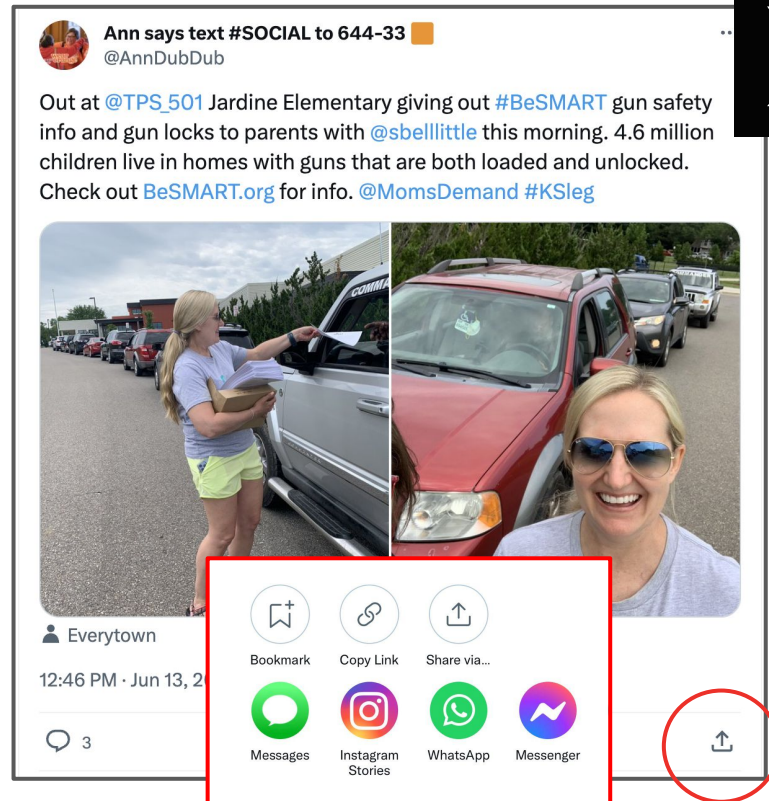 Ann says text #SOCIAL to 644-33
@AnnDubDub
Out at @TPS_501 Jardine Elementary giving out #BeSMART gun safety
info and gun locks to parents with @sbelllittle this morning. 4.6 million
children live in homes with guns that are both loaded and unlocked.
Check out BeSMART.org for info. @MomsDemand #KSleg
COMMA
Everytown
12:46 PM · Jun 13, 2
Bookmark
Copy Link
Share via...
Messages
Instagram
Stories
WhatsApp
Messenger
3